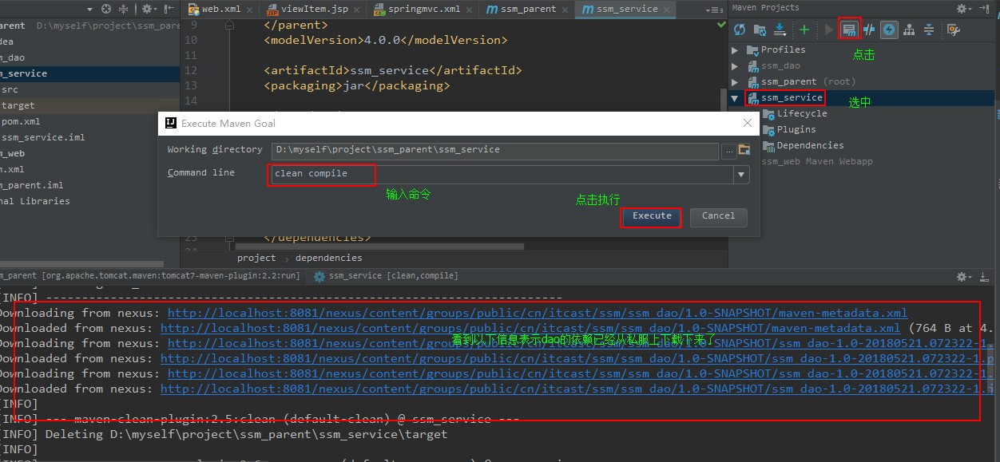 web.xml
viewItem.jsp
springmvc.xml
ssm_parent
ssm_service
Maven Projects
arent D:\myself\project\ssm_pare
dea
m_dao
m_service
src
target
pom.xml
ssm_service.iml
m_web
m.xml
m_parent.iml
nal Libraries
9 </parent>
10 <modelVersion>4.0.0</modelVersion>
11
12 <artifactId>ssm_service</artifactId>
13 <packaging>jar</packaging>
14
点击
Profiles
ssm_dao
ssm_parent (root)
ssm_service
选中
Lifecycle
Plugins
Dependencies
ssm_web Maven Webapp
Execute Maven Goal
Working directory D:\myself\project\ssm_parent\ssm_service
Command line clean compile
输入命令
点击执行
Execute
Cancel
</dependencies>
project › dependencies
m_parent [org.apache.tomcat.maven:tomcat7-maven-plugin:2.2:run]
ssm_service [clean,compile]
[INFO] ------------------------------------------------------------------------
Downloading from nexus: http://localhost:8081/nexus/content/groups/public/cn/itcast/ssm/ssm_dao/1.0-SNAPSHOT/maven-metadata.xml
Downloaded from nexus: http://localhost:8081/nexus/content/groups/public/cn/itcast/ssm/ssm_dao/1.0-SNAPSHOT/maven-metadata.xml (764 B at 4.
看到以下信息表示dao的依赖已经从私服上下载下来了
Downloading from nexus: http://localhost:8081/nexus/content/groups/public/cn/itcast/ssm/ssm_dao/1.0-SNAPSHOT/ssm_dao-1.0-20180521.072322-1.
Downloaded from nexus: http://localhost:8081/nexus/content/groups/public/cn/itcast/ssm/ssm_dao/1.0-SNAPSHOT/ssm_dao-1.0-20180521.072322-1.p
Downloading from nexus: http://localhost:8081/nexus/content/groups/public/cn/itcast/ssm/ssm_dao/1.0-SNAPSHOT/ssm_dao-1.0-20180521.072322-1.
Downloaded from nexus: http://localhost:8081/nexus/content/groups/public/cn/itcast/ssm/ssm_dao/1.0-SNAPSHOT/ssm_dao-1.0-20180521.072322-1.j
[INFO]
[INFO] --- maven-clean-plugin:2.5:clean (default-clean) @ ssm_service ---
[INFO] Deleting D:\myself\project\ssm_parent\ssm_service\target
[INFO]